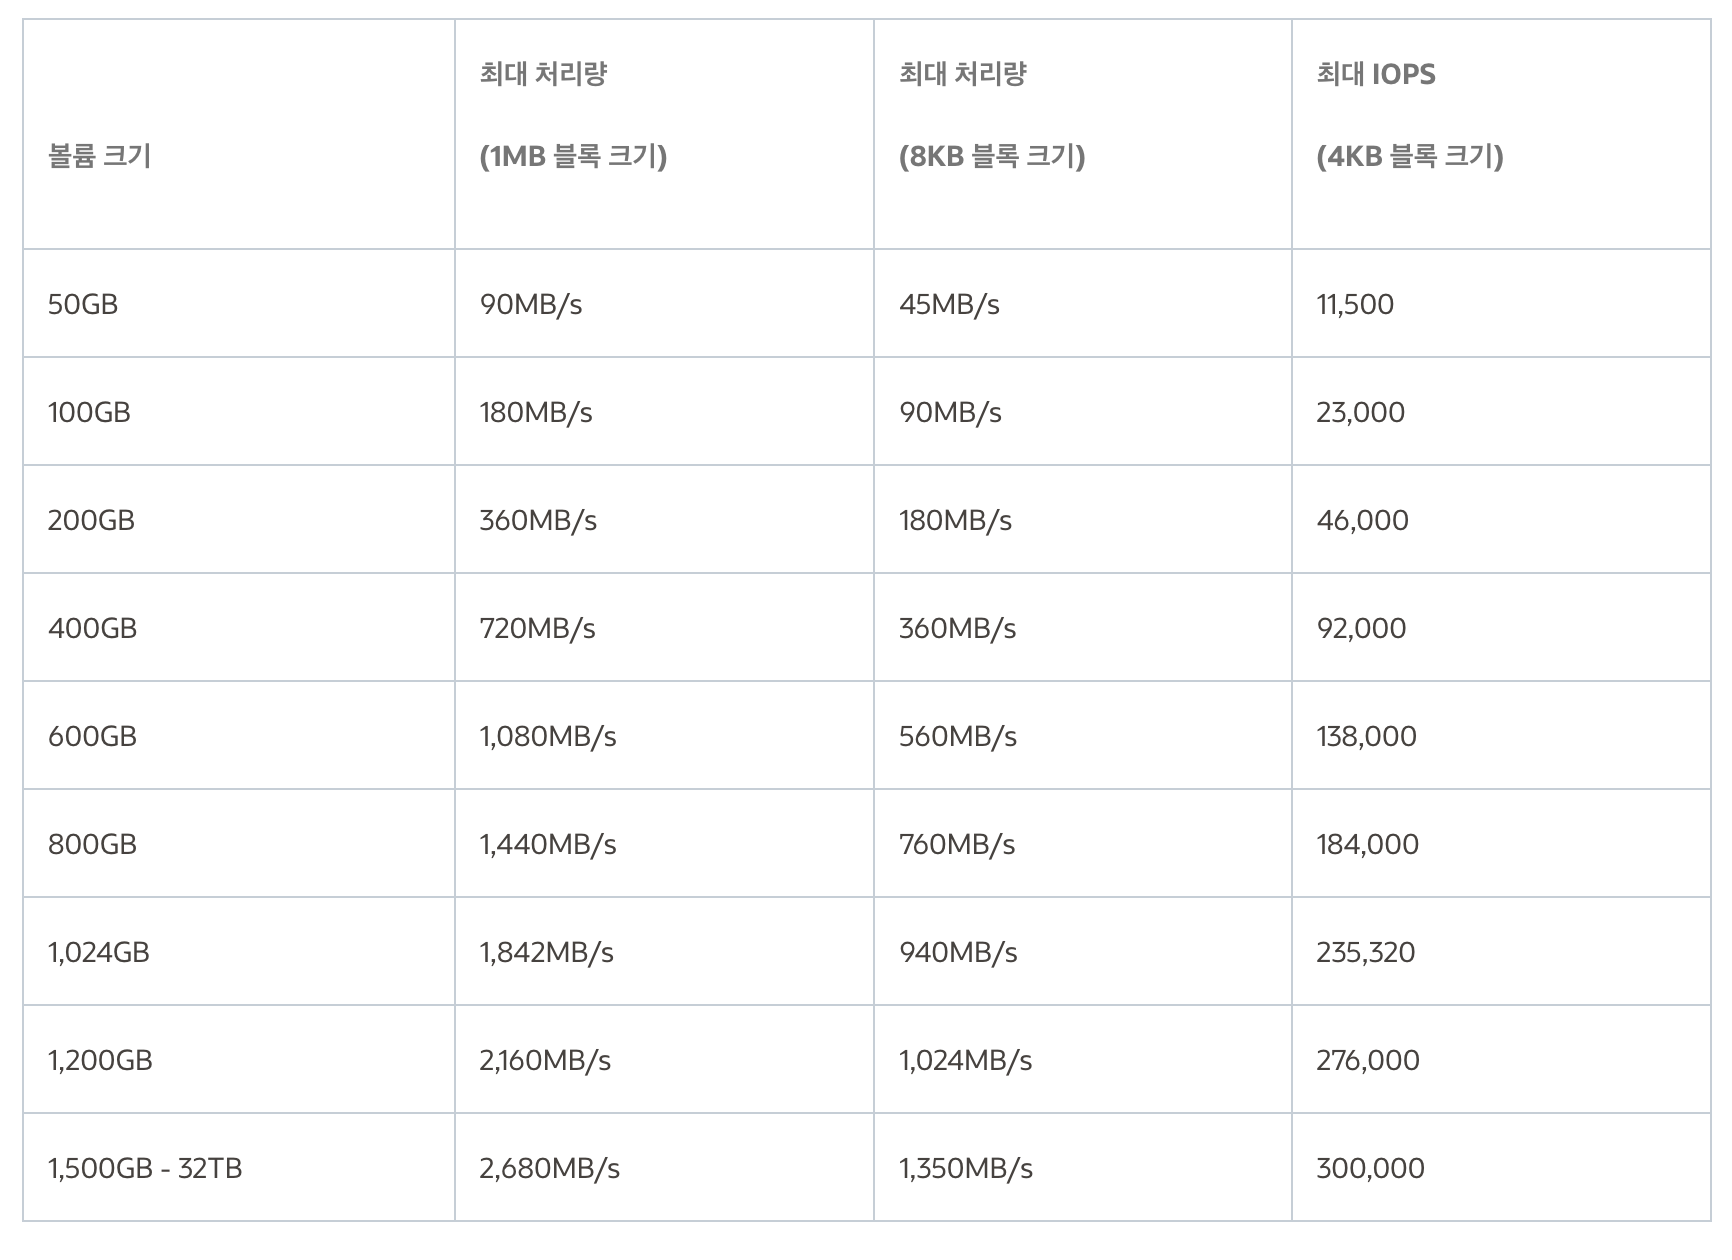 볼륨 크기
최대 처리량
(1MB 블록 크기)
최대 처리량
(8KB 블록 크기)
최대 IOPS
(4KB 블록 크기)
50GB 90MB/s 45MB/s 11,500
100GB 180MB/s 90MB/s 23,000
200GB 360MB/s 180MB/s 46,000
400GB 720MB/s 360MB/s 92,000
600GB 1,080MB/s 560MB/s 138,000
800GB 1,440MB/s 760MB/s 184,000
1,024GB 1,842MB/s 940MB/s 235,320
1,200GB 2,160MB/s 1,024MB/s 276,000
1,500GB - 32TB 2,680MB/s 1,350MB/s 300,000